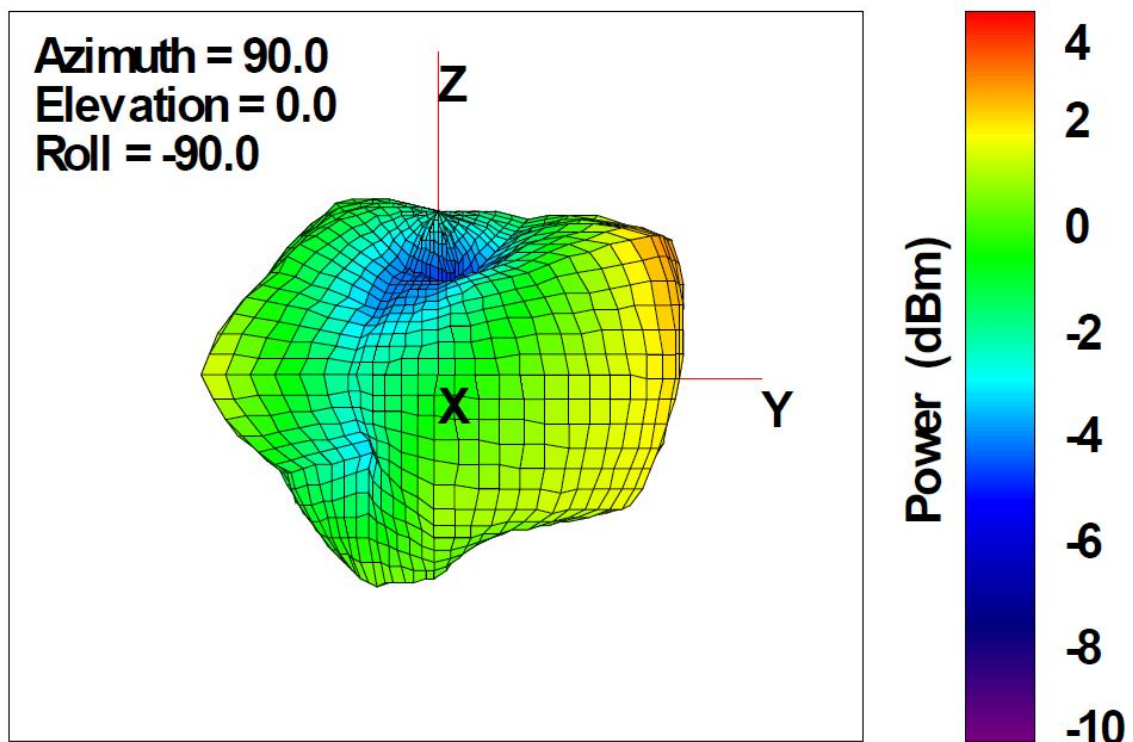 Azimuth = 90.0
Elevation = 0.0
Roll = -90.0
Z
X
Y
Power (dBm)
4
2
0
-2
-4
-6
-8
-10